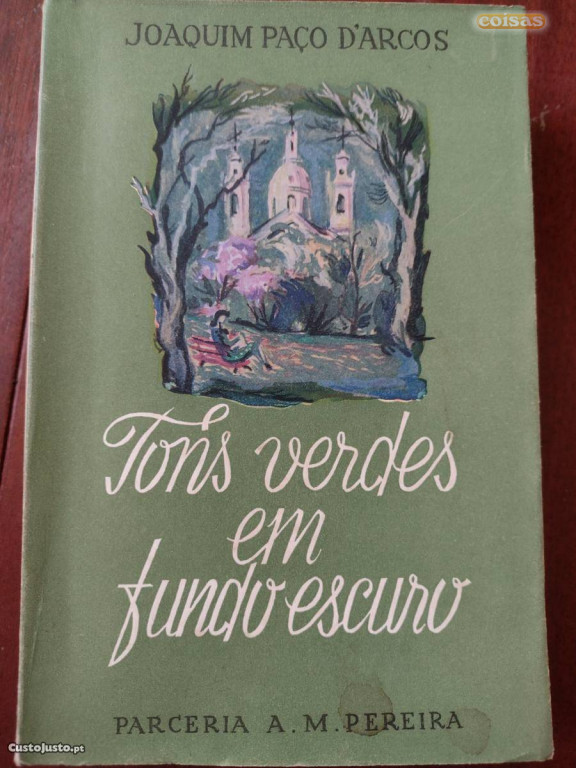 coisas
JOAQUIM PAÇO D'ARCOS
Tons verdes
em
fundo escuro
PARCERIA A. M. PEREIRA
Custojusto.pt